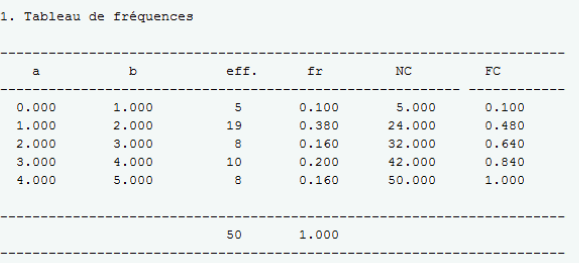 1. Tableau de fréquences
a b eff. fr NC FC
0.000 1.000 5 0.100 5.000 0.100
1.000 2.000 19 0.380 24.000 0.480
2.000 3.000 8 0.160 32.000 0.640
3.000 4.000 10 0.200 42.000 0.840
4.000 5.000 8 0.160 50.000 1.000
50 1.000